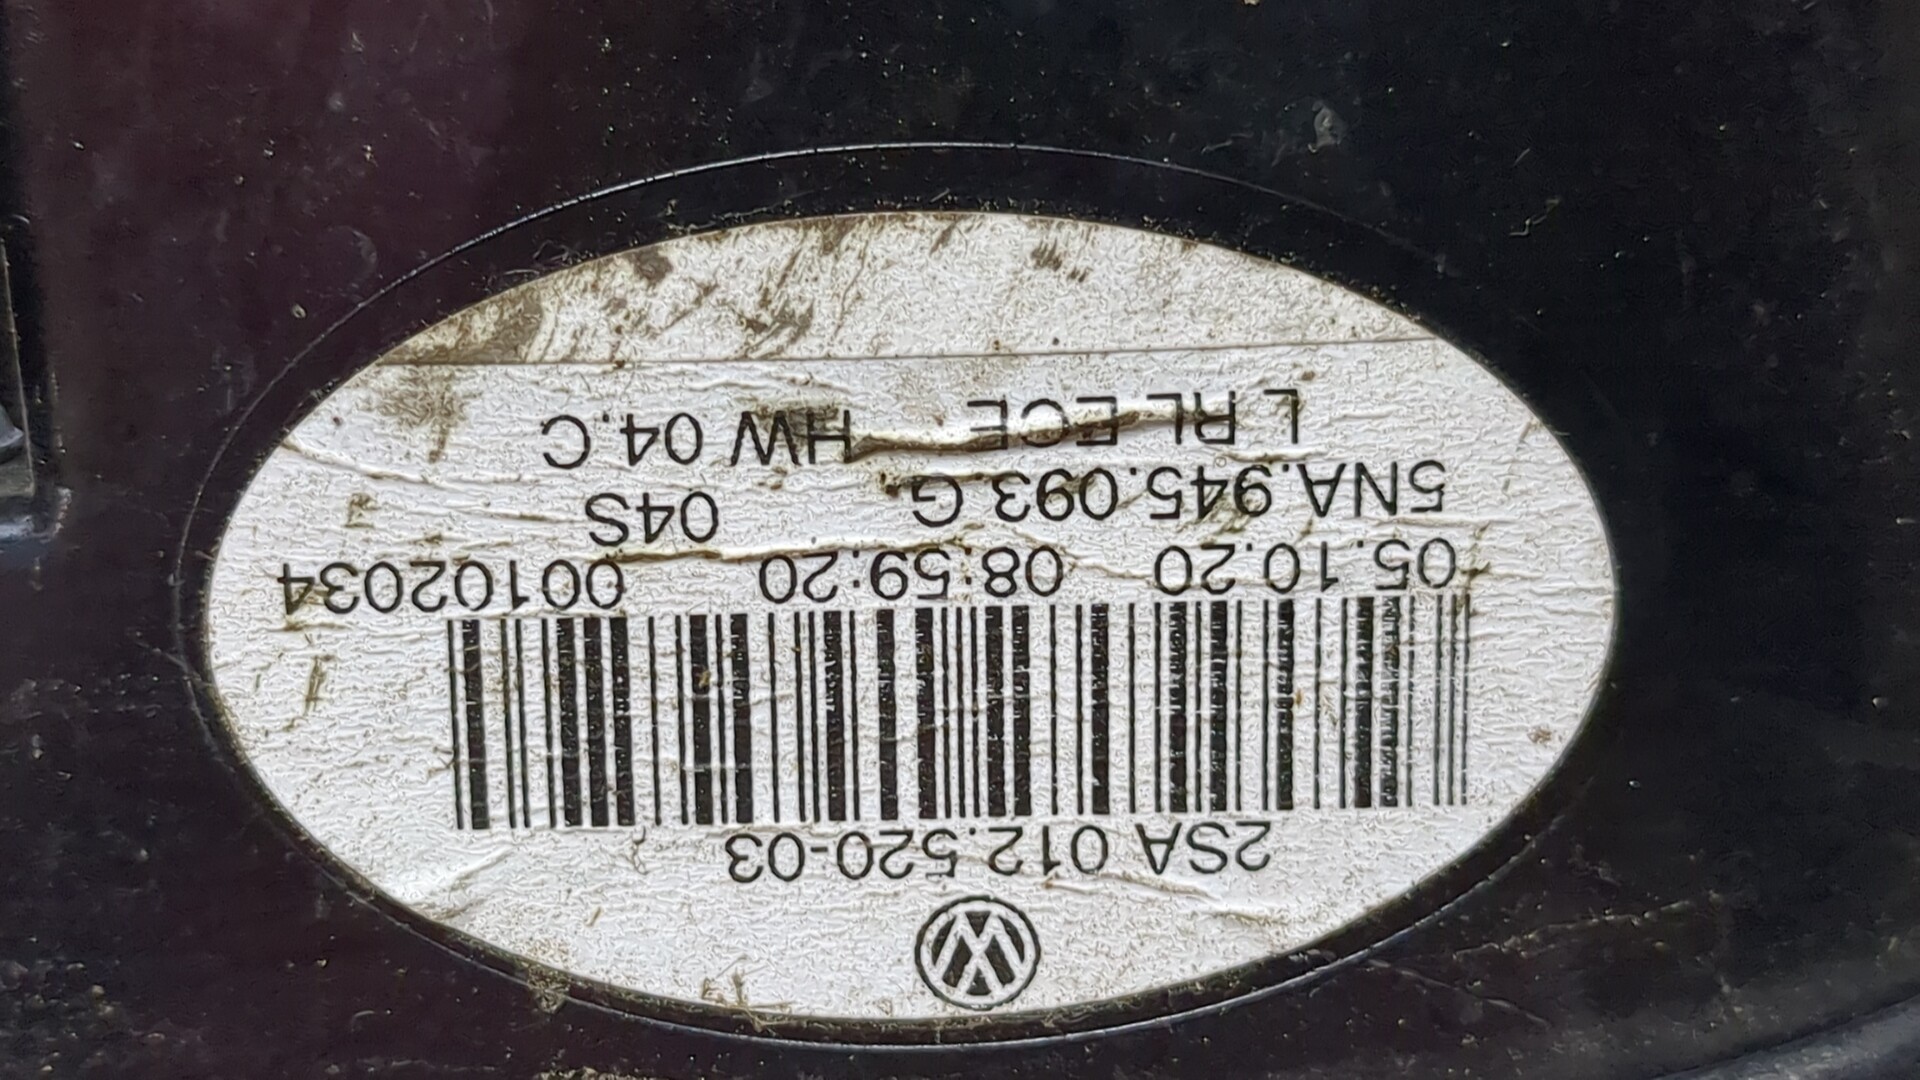 2SA 012.520-03
05.10.20 08:59:20 00102034
5NA.945.093.G 04S
L RL ECE HW 04.C